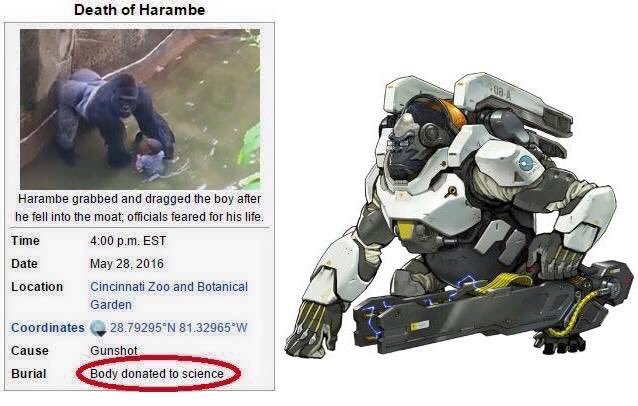 Death of Harambe
Harambe grabbed and dragged the boy after
he fell into the moat; officials feared for his life.
Time 4:00 p.m. EST
Date May 28, 2016
Location Cincinnati Zoo and Botanical
Garden
Coordinates 28.79295°N 81.32965°W
Cause Gunshot
Burial Body donated to science
08-A